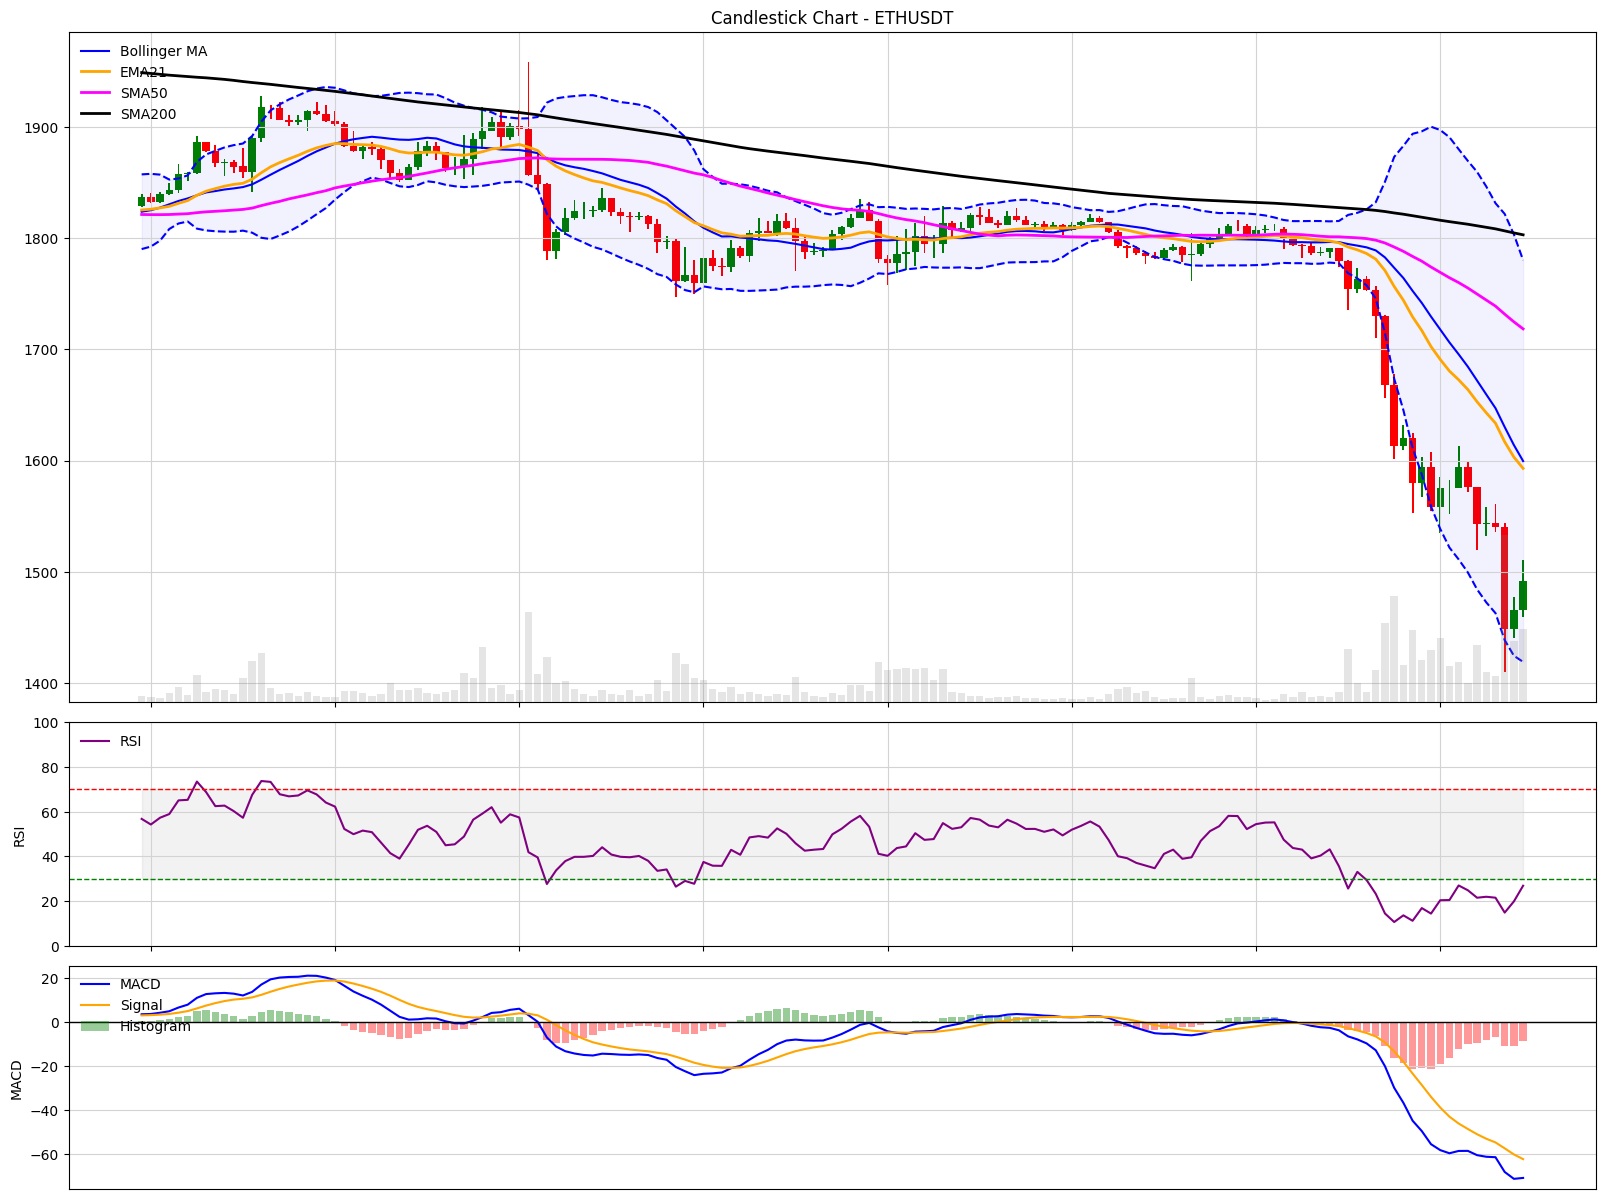 Candlestick Chart - ETHUSDT
Bollinger MA
EMA21
SMA50
SMA200
1900
1800
1700
1600
1500
1400
RSI
100
80
60
40
20
0
RSI
MACD
Signal
Histogram
20
0
−20
−40
−60
MACD